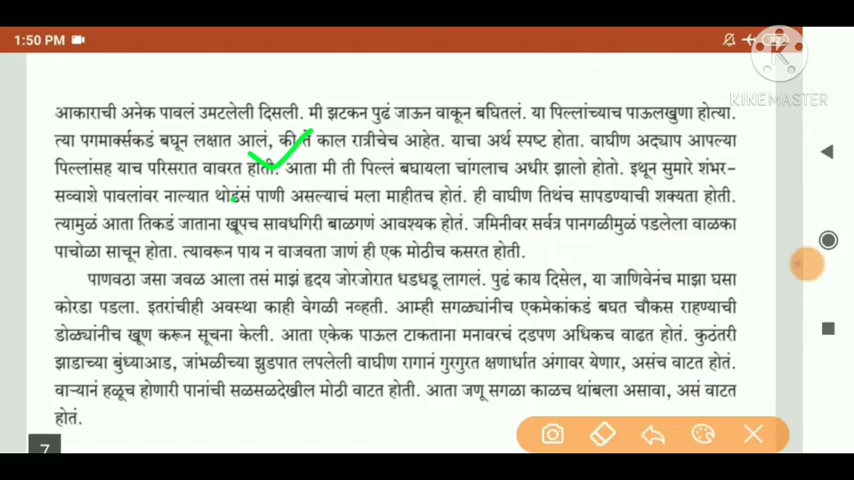 1:50 PM
KINEMASTER
आकाराची अनेक पावलं उमटलेली दिसली. मी झटकन पुढं जाऊन वाकून बघितलं. या पिल्लांच्याच पाऊलखुणा होत्या.
त्या पगमार्क्सकडं बघून लक्षात आलं, की ते काल रात्रीचेच आहेत. याचा अर्थ स्पष्ट होता. वाघीण अद्याप आपल्या
पिल्लांसह याच परिसरात वावरत होती. आता मी ती पिल्लं बघायला चांगलाच अधीर झालो होतो. इथून सुमारे शंभर-
सव्वाशे पावलांवर नाल्यात थोडंसं पाणी असल्याचं मला माहीतच होतं. ही वाघीण तिथंच सापडण्याची शक्यता होती.
त्यामुळं आता तिकडं जाताना खूपच सावधगिरी बाळगणं आवश्यक होतं. जमिनीवर सर्वत्र पानगळीमुळं पडलेला वाळका
पाचोळा साचून होता. त्यावरून पाय न वाजवता जाणं ही एक मोठीच कसरत होती.
पाणवठा जसा जवळ आला तसं माझं हृदय जोरजोरात धडधडू लागलं. पुढं काय दिसेल, या जाणिवेनंच माझा घसा
कोरडा पडला. इतरांचीही अवस्था काही वेगळी नव्हती. आम्ही सगळ्यांनीच एकमेकांकडं बघत चौकस राहण्याची
डोळ्यांनीच खूण करून सूचना केली. आता एकेक पाऊल टाकताना मनावरचं दडपण अधिकच वाढत होतं. कुठंतरी
झाडाच्या बुंध्याआड, जांभळीच्या झुडपात लपलेली वाघीण रागानं गुरगुरत क्षणार्धात अंगावर येणार, असंच वाटत होतं.
वाऱ्यानं हळूच होणारी पानांची सळसळदेखील मोठी वाटत होती. आता जणू सगळा काळच थांबला असावा, असं वाटत
होतं.
7